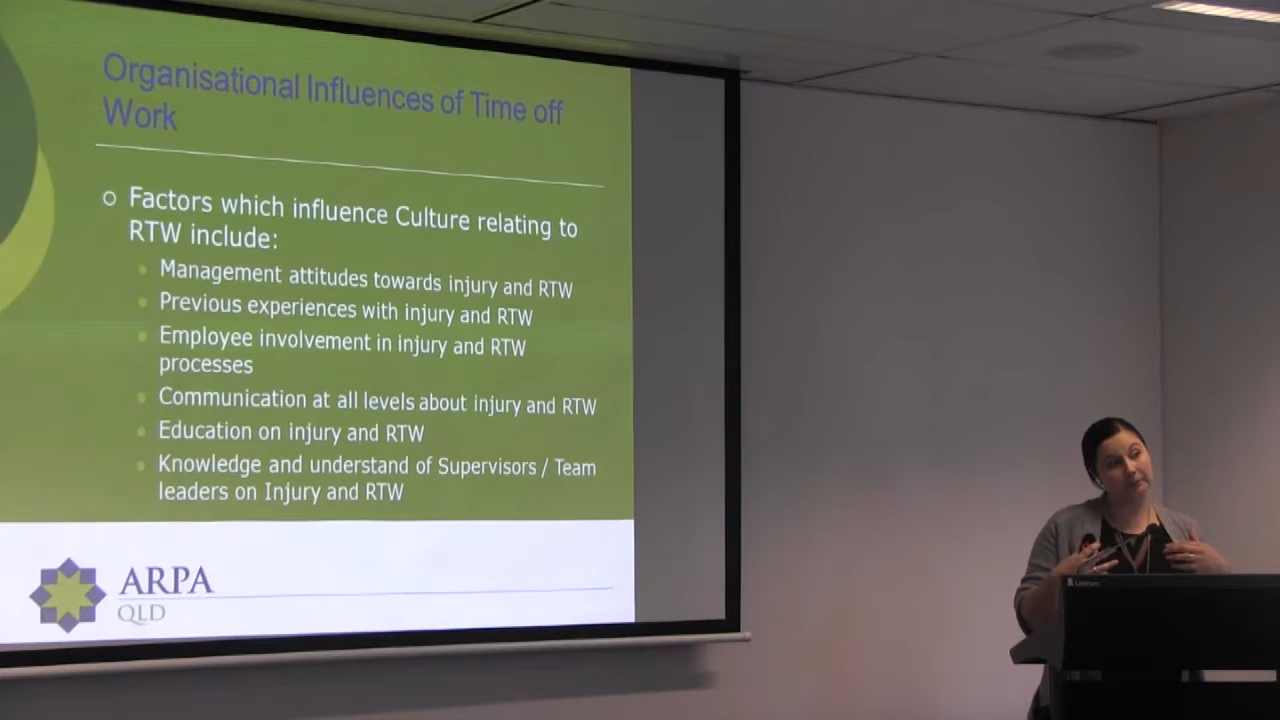 Organisational Influences of Time off
Work
Factors which influence Culture relating to
RTW include:
Management attitudes towards injury and RTW
Previous experiences with injury and RTW
Employee involvement in injury and RTW
processes
Communication at all levels about injury and RTW
Education on injury and RTW
Knowledge and understand of Supervisors / Team
leaders on Injury and RTW
ARPA
QLD